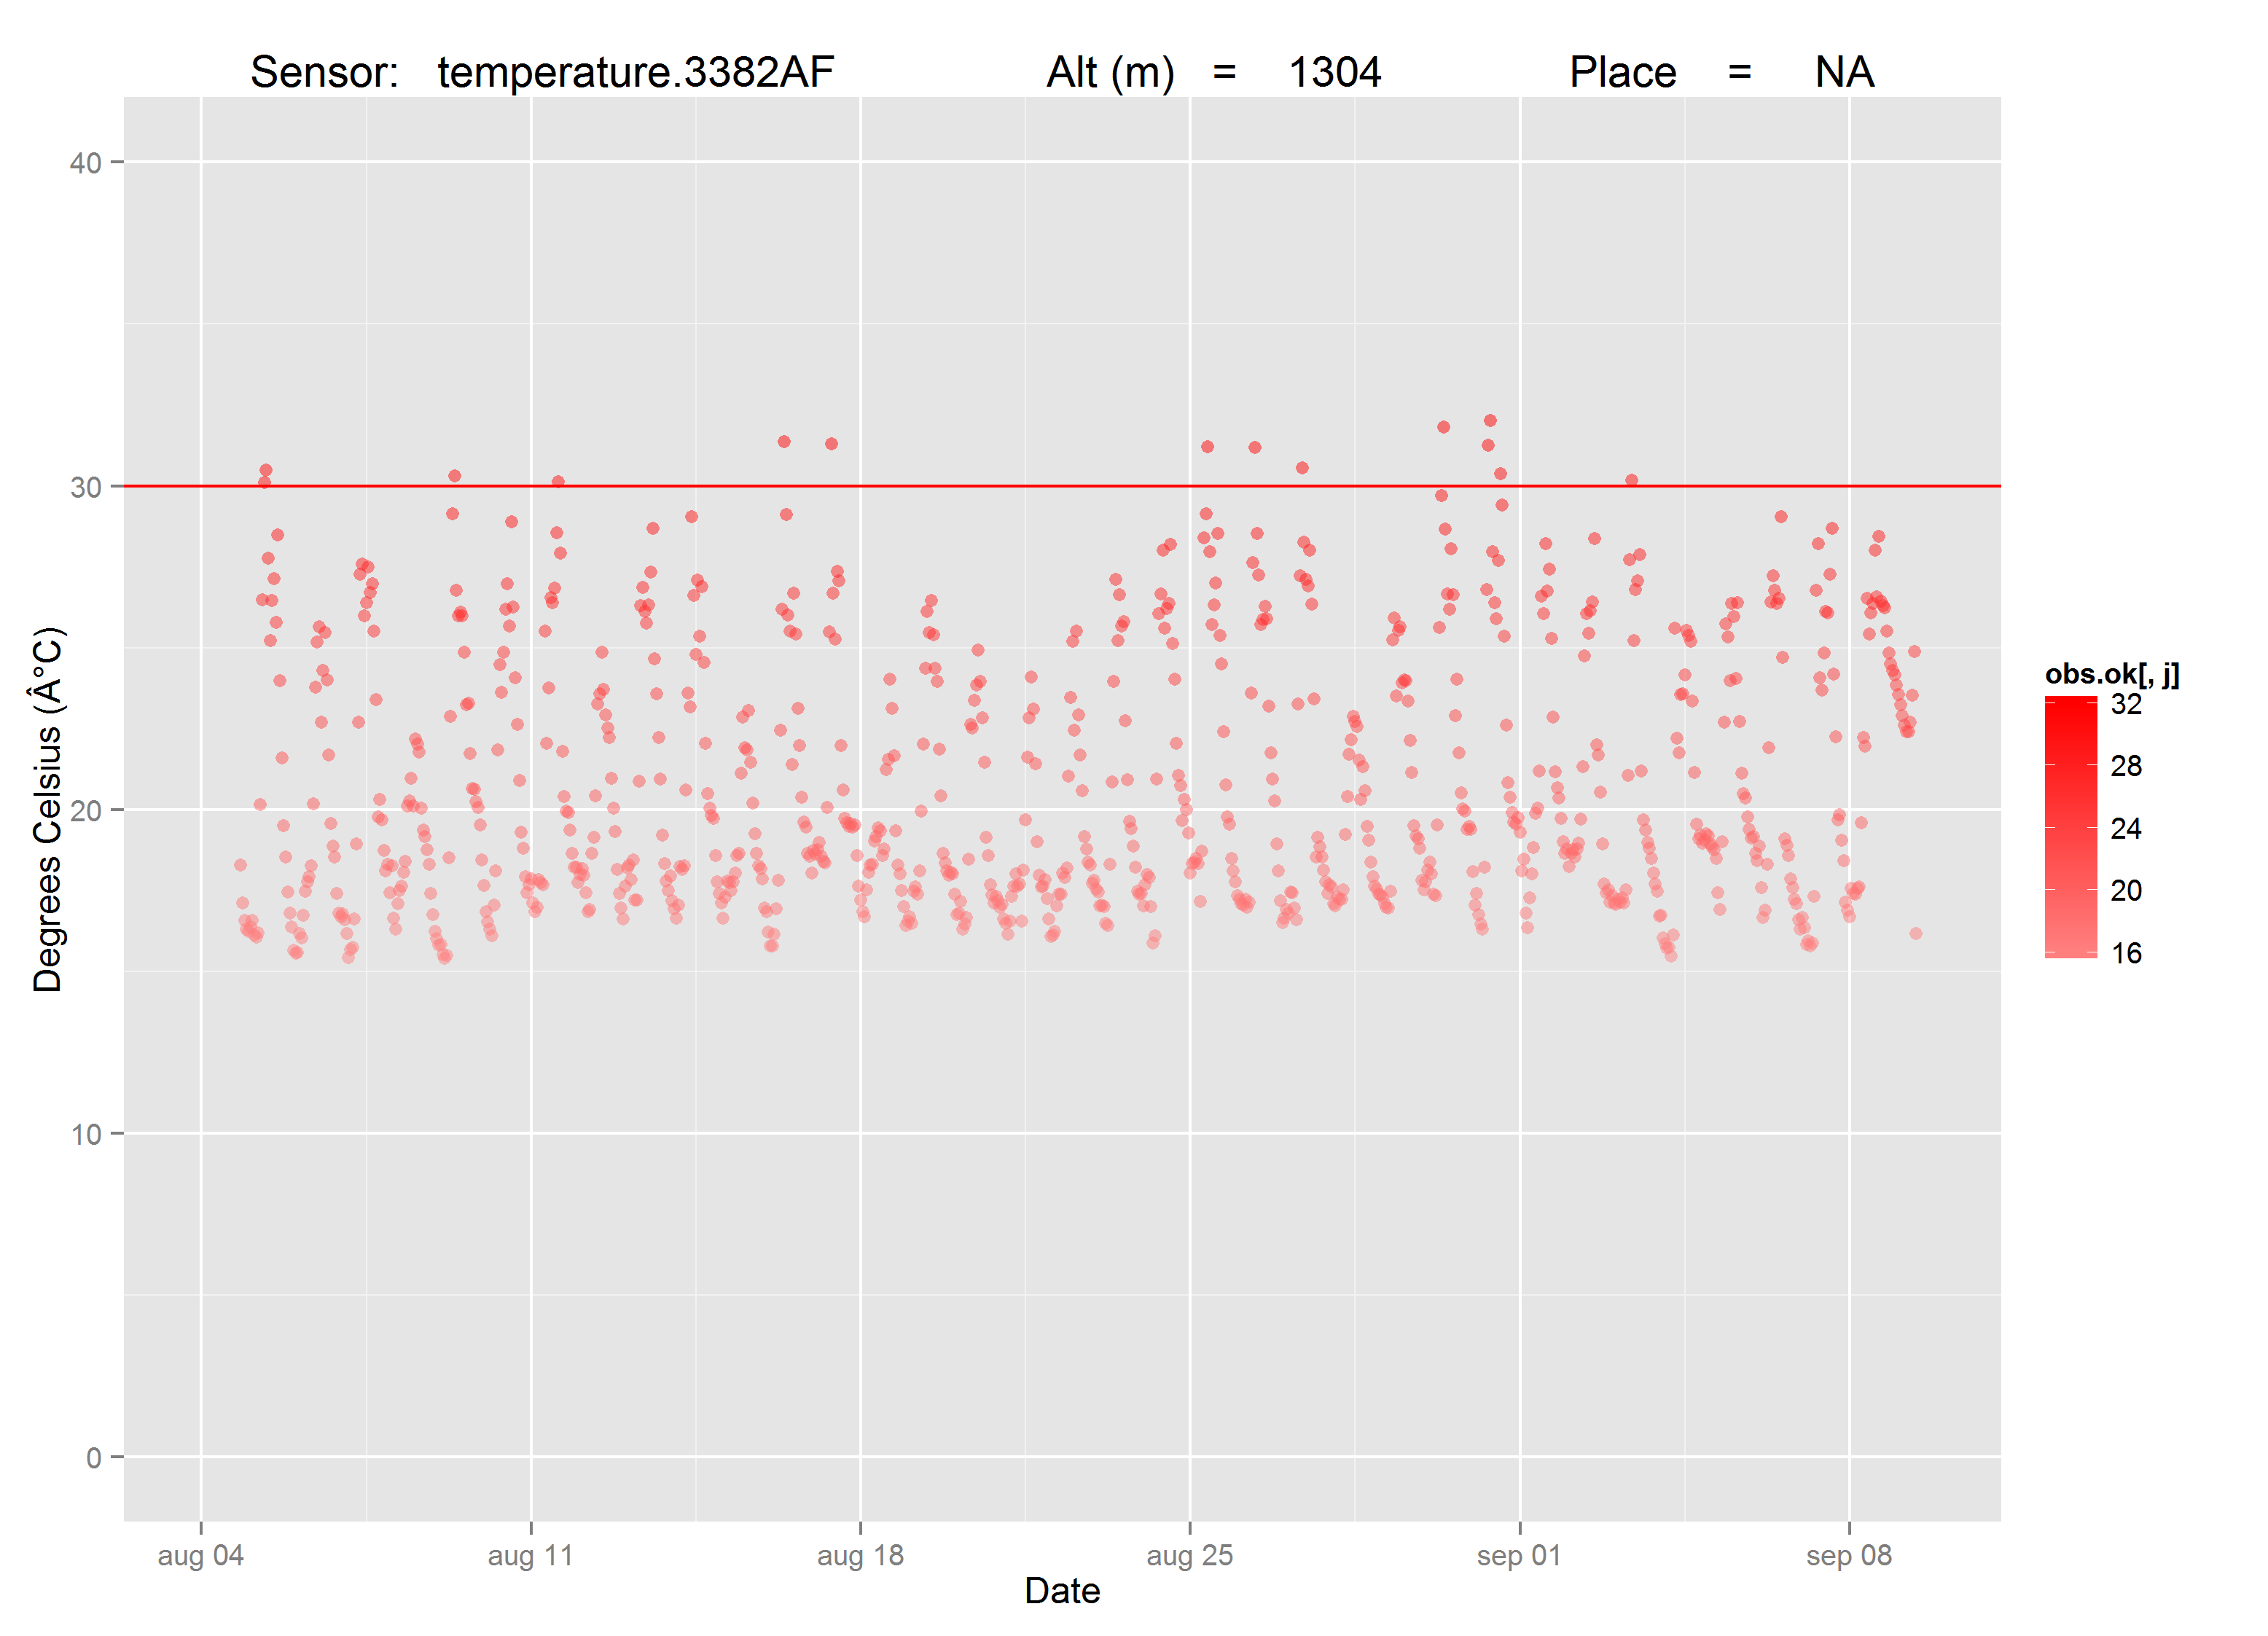 Sensor: temperature.3382AF Alt (m) = 1304 Place = NA
40
30
20
10
0
Degrees Celsius (Â°C)
aug 04 aug 11 aug 18 aug 25 sep 01 sep 08
Date
obs.ok[, j]
32
28
24
20
16